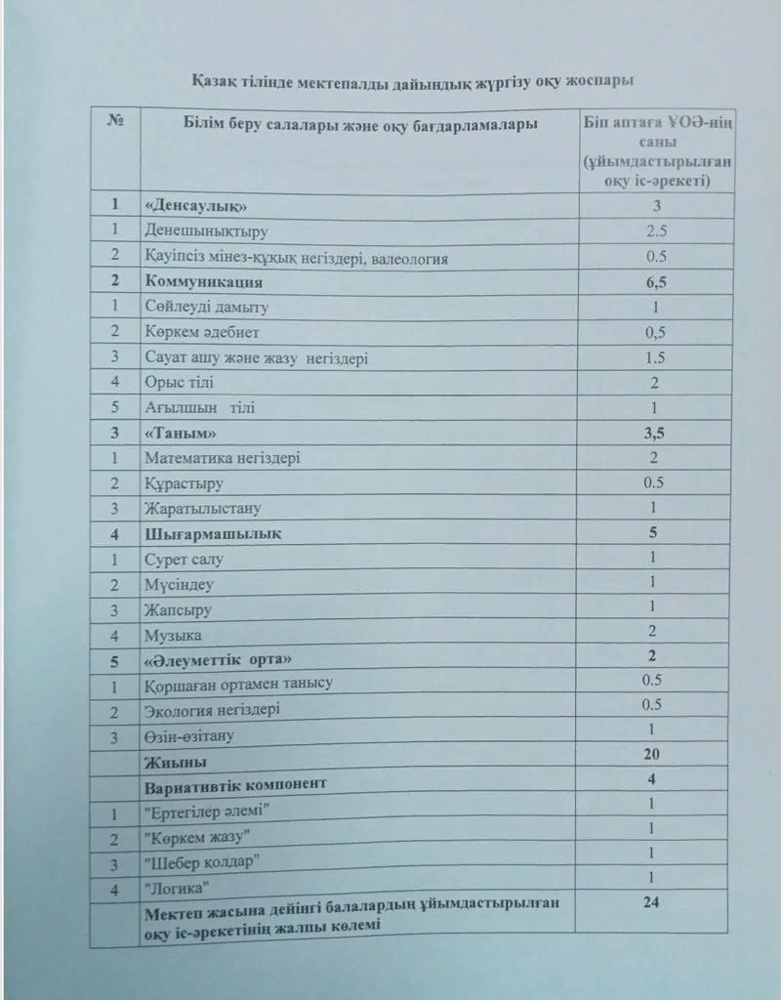 Қазақ тілінде мектепалды дайындық жүргізу оқу жоспары
№ Білім беру салалары және оқу бағдарламалары Біп аптаға ҰОӘ-нің
саны
(ұйымдастырылған
оқу іс-әрекеті)
1 «Денсаулық» 3
1 Денешынықтыру 2.5
2 Қауіпсіз мінез-құқық негіздері, валеология 0.5
2 Коммуникация 6,5
1 Сөйлеуді дамыту 1
2 Көркем әдебиет 0,5
3 Сауат ашу және жазу негіздері 1.5
4 Орыс тілі 2
5 Ағылшын тілі 1
3 «Таным» 3,5
1 Математика негіздері 2
2 Құрастыру 0.5
3 Жаратылыстану 1
4 Шығармашылық 5
1 Сурет салу 1
2 Мүсіндеу 1
3 Жапсыру 1
4 Музыка 2
5 «Әлеуметтік орта» 2
1 Қоршаған ортамен танысу 0.5
2 Экология негіздері 0.5
3 Өзін-өзітану 1
Жиыны 20
Вариативтік компонент 4
1 "Ертегілер әлемі" 1
2 "Көркем жазу" 1
3 "Шебер қолдар" 1
4 "Логика" 1
Мектеп жасына дейінгі балалардың ұйымдастырылған 24
оқу іс-әрекетінің жалпы көлемі